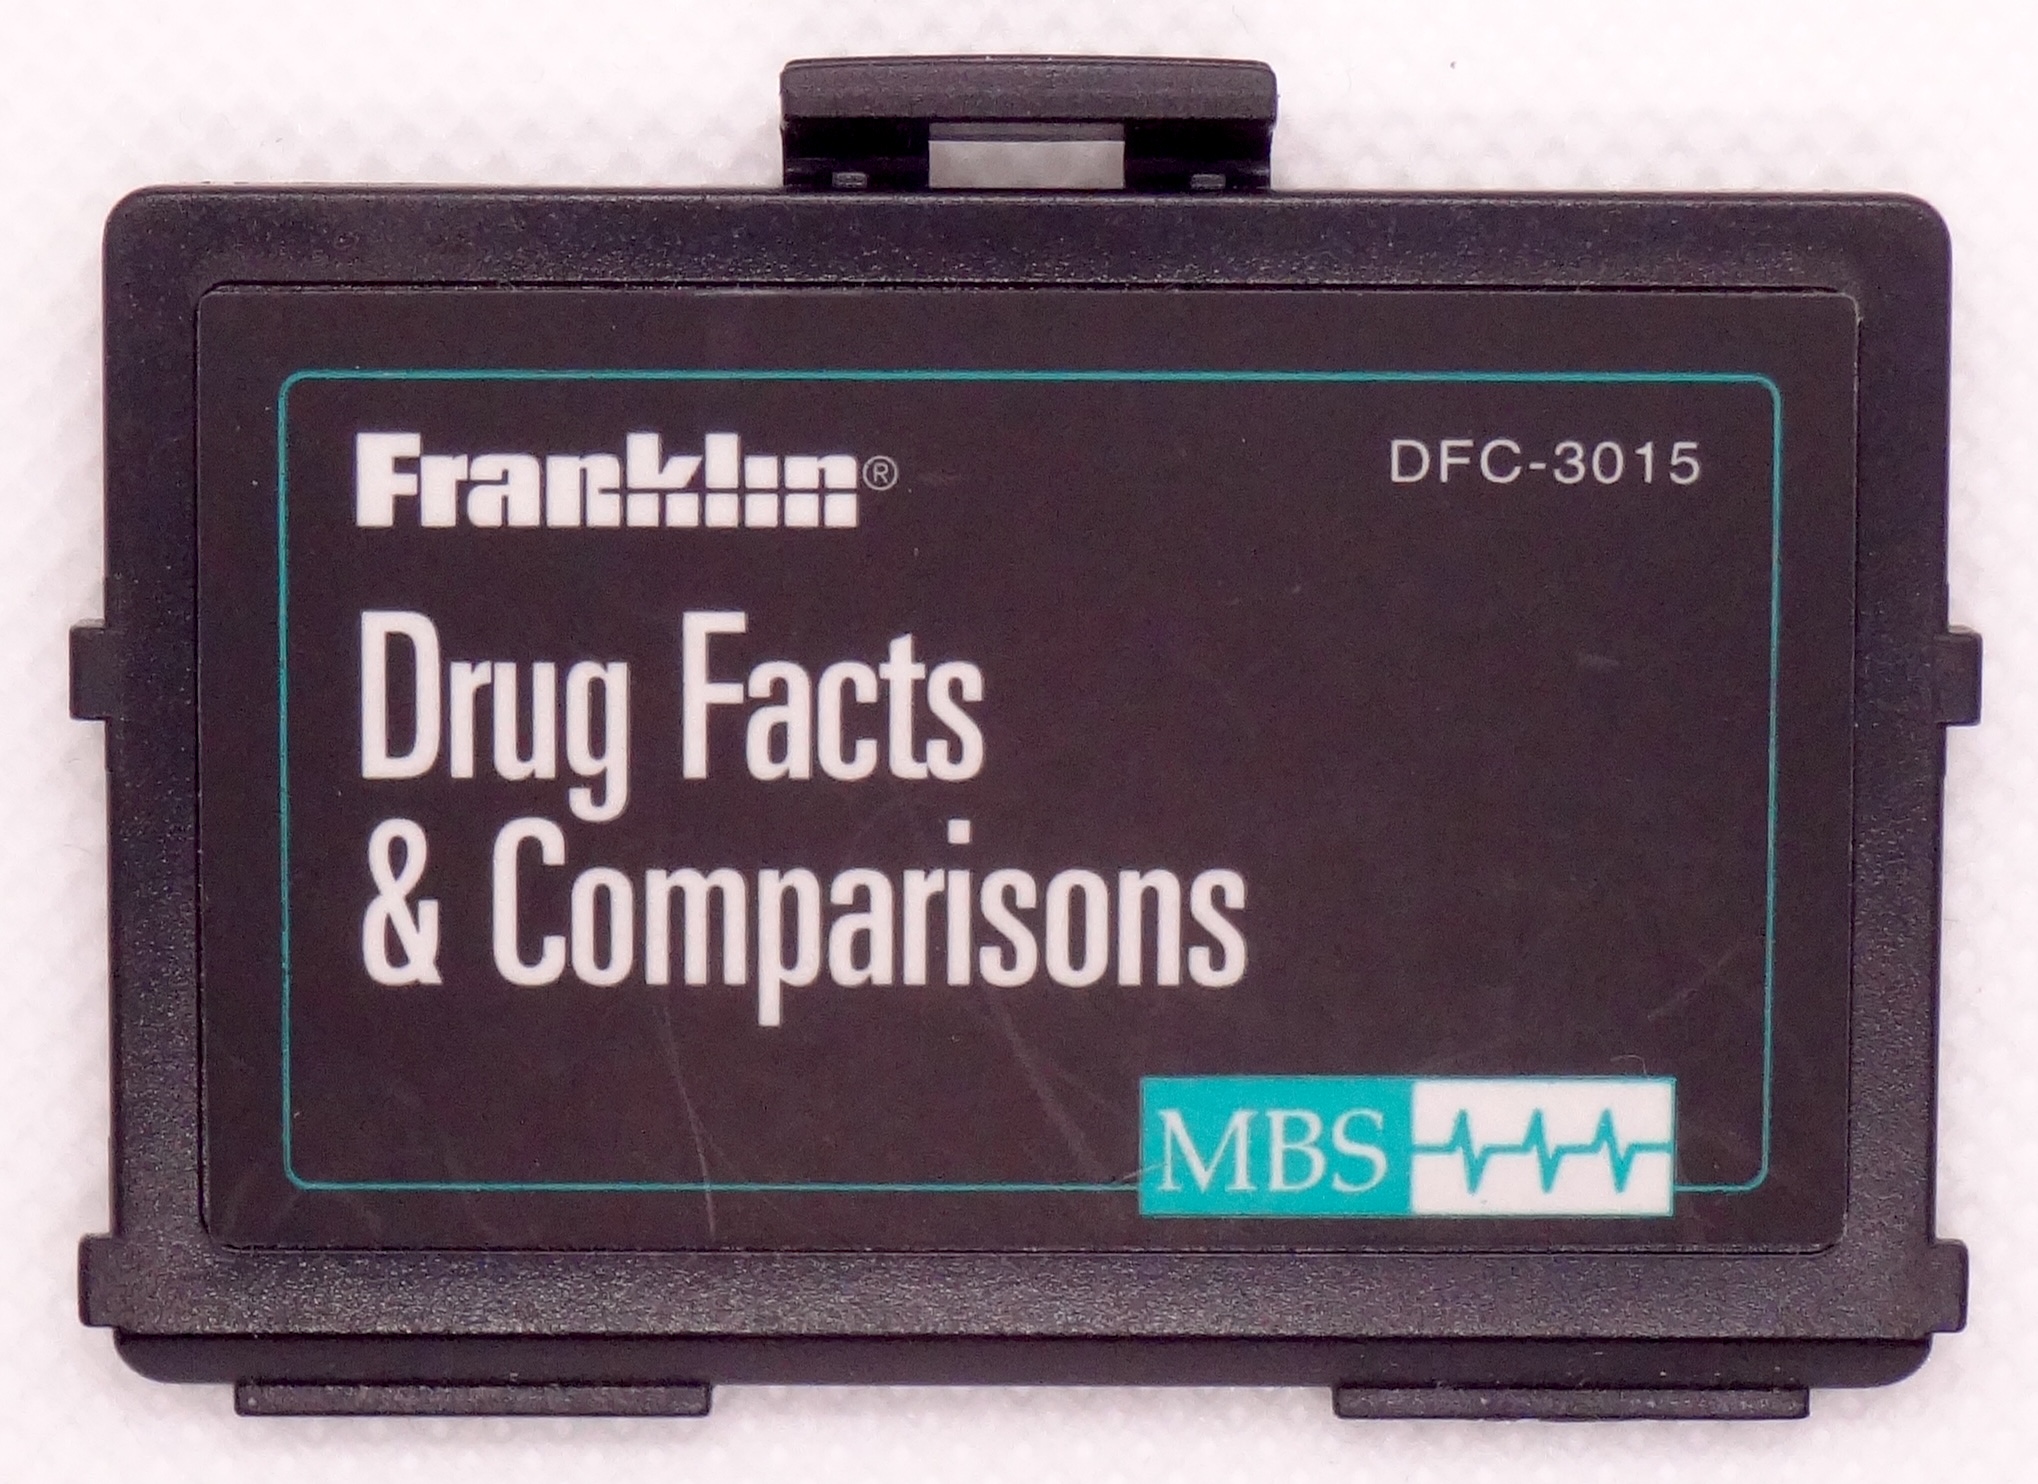 Franklin®
DFC-3015
Drug Facts
& Comparisons
MBS